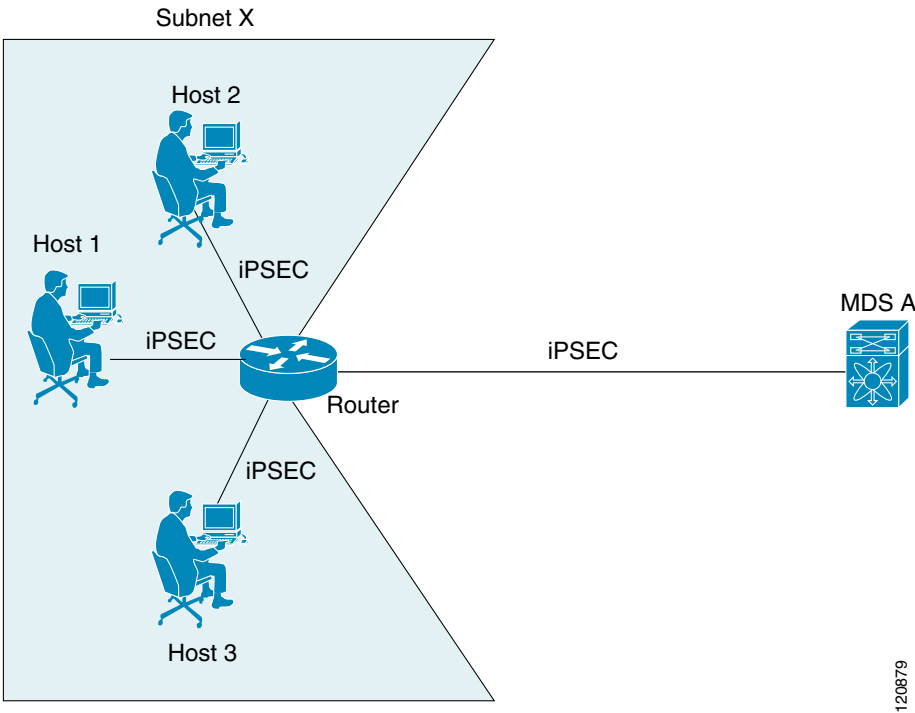 Subnet X
Host 2
Host 1
iPSEC
MDS A
iPSEC
iPSEC
Router
iPSEC
Host 3
120879